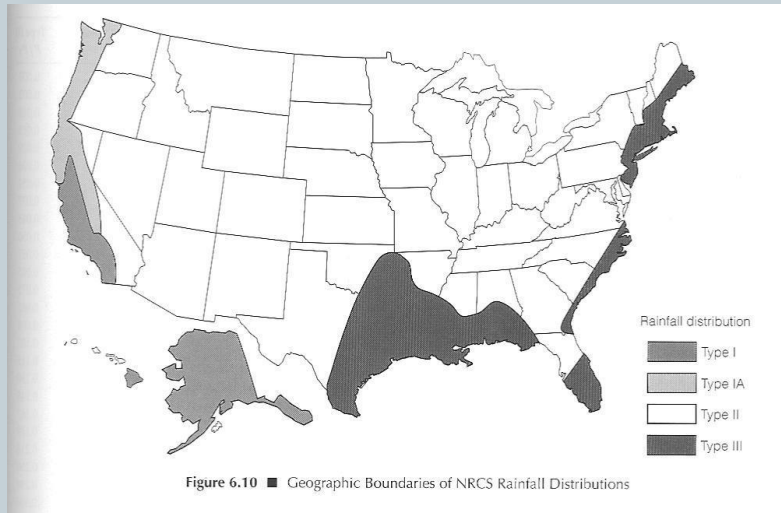 Rainfall distribution
Type I
Type IA
Type II
Type III
Figure 6.10 ■ Geographic Boundaries of NRCS Rainfall Distributions